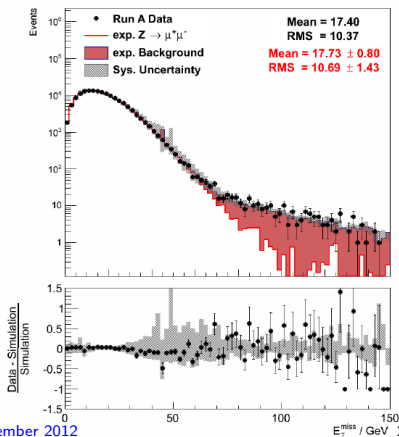 Events
10⁶
10⁵
10⁴
10³
10²
10
1
Run A Data
exp. Z → μ⁺μ⁻
exp. Background
Sys. Uncertainty
Mean = 17.40
RMS = 10.37
Mean = 17.73 ± 0.80
RMS = 10.69 ± 1.43
Data - Simulation
Simulation
1.5
1.0
0.5
0
-0.5
-1.0
-1.5
0 50 100 150
E_T^miss / GeV
ember 2012